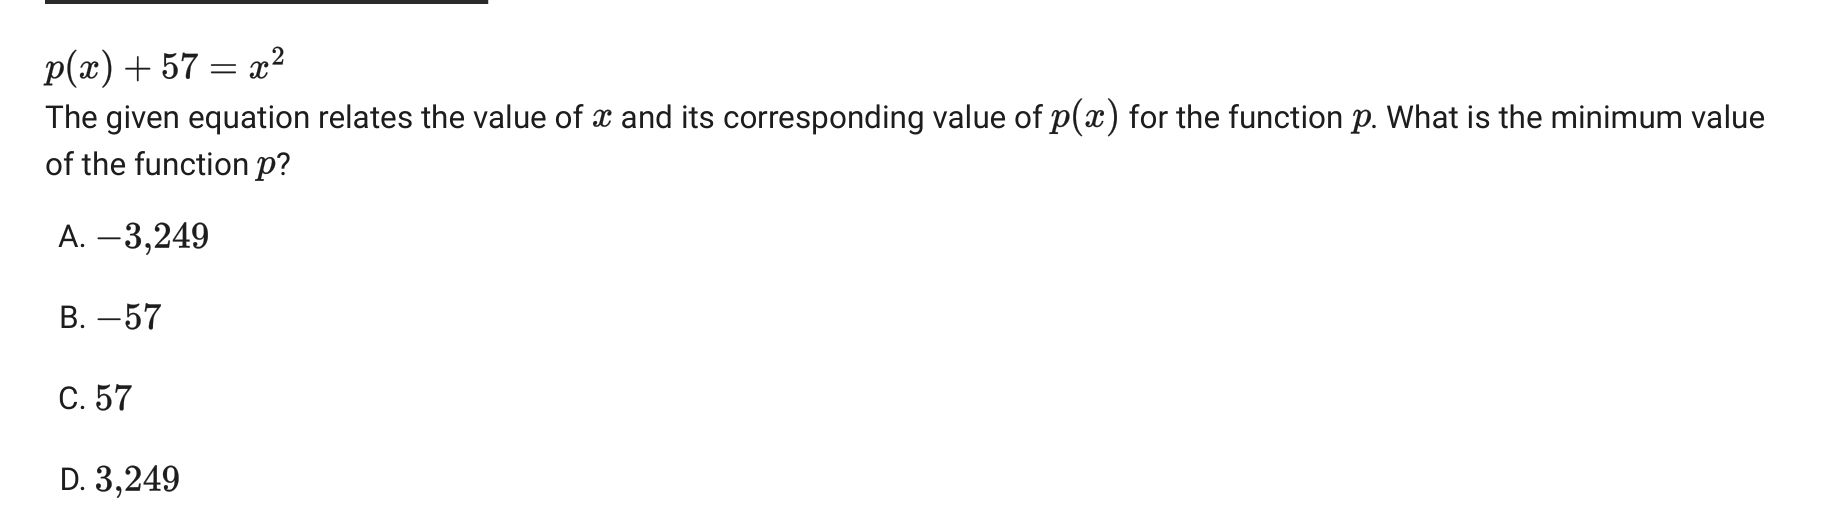 p(x) + 57 = x²
The given equation relates the value of x and its corresponding value of p(x) for the function p. What is the minimum value
of the function p?
A. −3,249
B. −57
C. 57
D. 3,249